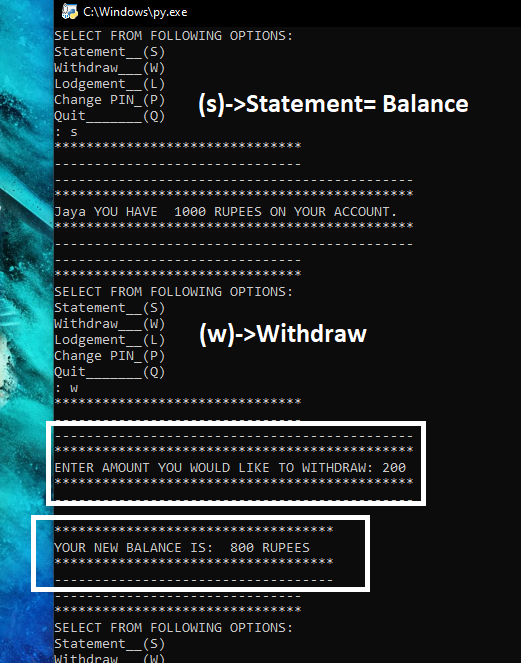 C:\Windows\py.exe
SELECT FROM FOLLOWING OPTIONS:
Statement__(S)
Withdraw___(W)
Lodgement__(L)
Change PIN_(P)
(s)->Statement= Balance
Quit_______(Q)
: s
*******************************
-------------------------------
---------------------------------------------
*********************************************
Jaya YOU HAVE  1000 RUPEES ON YOUR ACCOUNT.
*********************************************
---------------------------------------------
-------------------------------
*******************************
SELECT FROM FOLLOWING OPTIONS:
Statement__(S)
Withdraw___(W)
(w)->Withdraw
Lodgement__(L)
Change PIN_(P)
Quit_______(Q)
: w
*******************************
-------------------------------
---------------------------------------------
*********************************************
ENTER AMOUNT YOU WOULD LIKE TO WITHDRAW: 200
*********************************************
---------------------------------------------
***********************************
YOUR NEW BALANCE IS:  800 RUPEES
***********************************
-----------------------------------
-------------------------------
*******************************
SELECT FROM FOLLOWING OPTIONS:
Statement__(S)
Withdraw___(W)